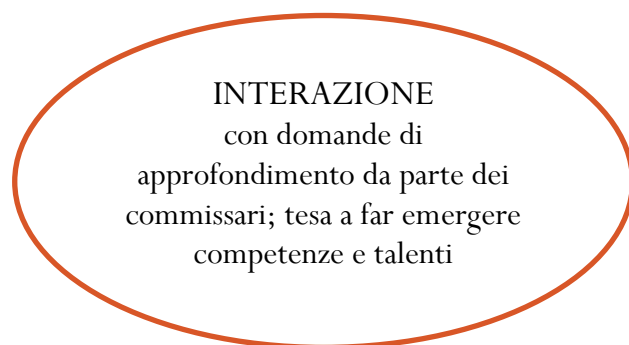 INTERAZIONE
con domande di
approfondimento da parte dei
commissari; tesa a far emergere
competenze e talenti